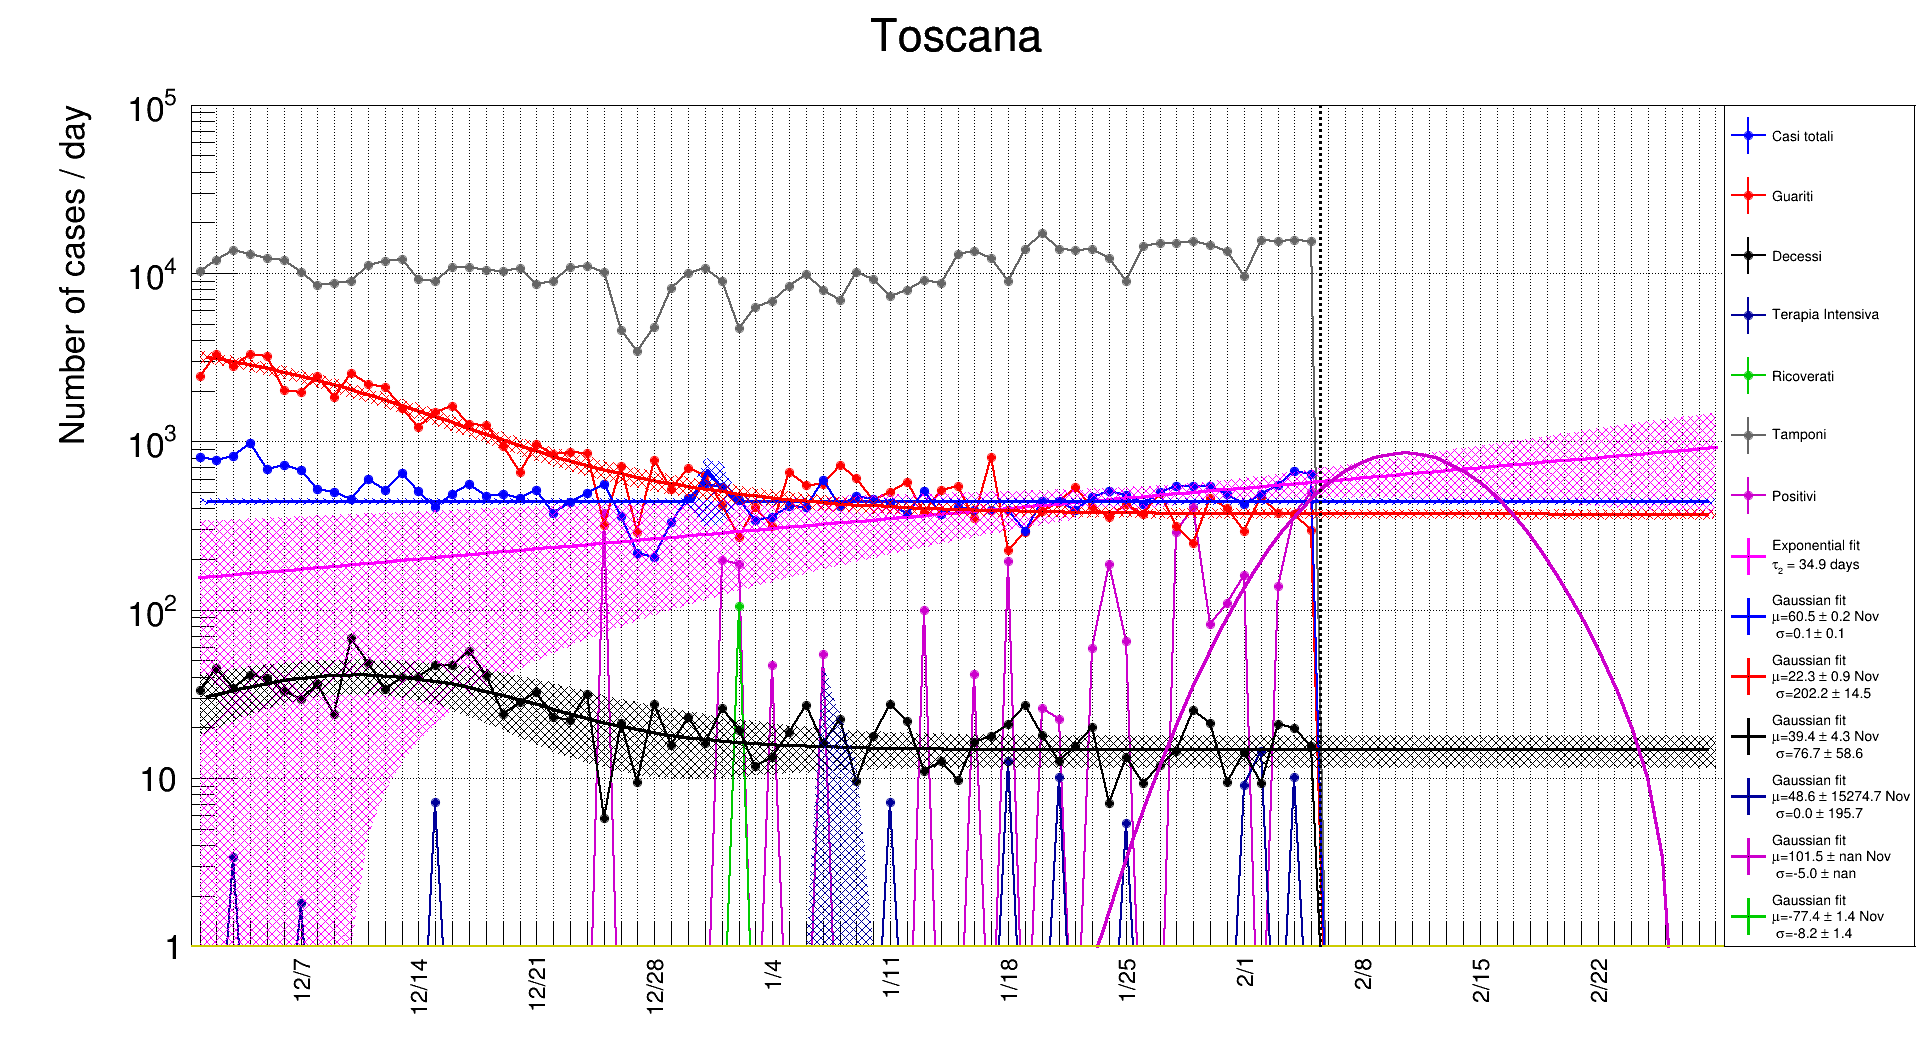 Toscana
Number of cases / day
10^5
10^4
10^3
10^2
10
1
12/7
12/14
12/21
12/28
1/4
1/11
1/18
1/25
2/1
2/8
2/15
2/22
Casi totali
Guariti
Decessi
Terapia Intensiva
Ricoverati
Tamponi
Positivi
Exponential fit
τ₂ = 34.9 days
Gaussian fit
μ=60.5 ± 0.2 Nov
σ=0.1± 0.1
Gaussian fit
μ=22.3 ± 0.9 Nov
σ=202.2 ± 14.5
Gaussian fit
μ=39.4 ± 4.3 Nov
σ=76.7 ± 58.6
Gaussian fit
μ=48.6 ± 15274.7 Nov
σ=0.0 ± 195.7
Gaussian fit
μ=101.5 ± nan Nov
σ=-5.0 ± nan
Gaussian fit
μ=-77.4 ± 1.4 Nov
σ=-8.2 ± 1.4